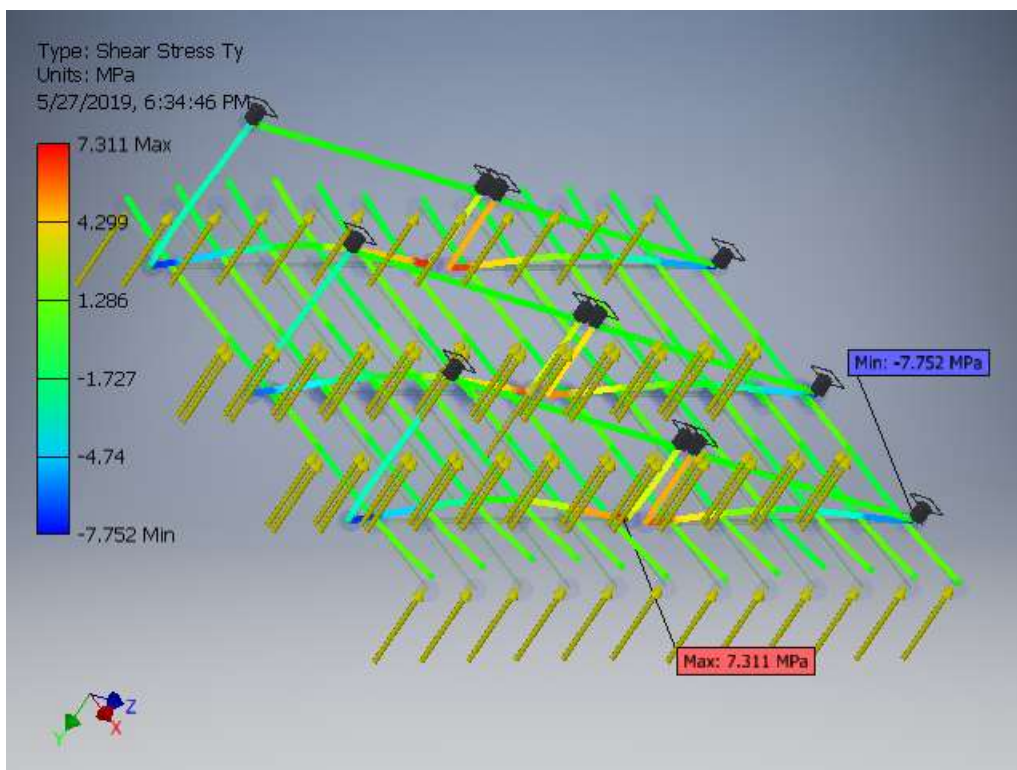 Type: Shear Stress Ty
Units: MPa
5/27/2019, 6:34:46 PM
7.311 Max
4.299
1.286
-1.727
-4.74
-7.752 Min
Min: -7.752 MPa
Max: 7.311 MPa
Z
X
Y